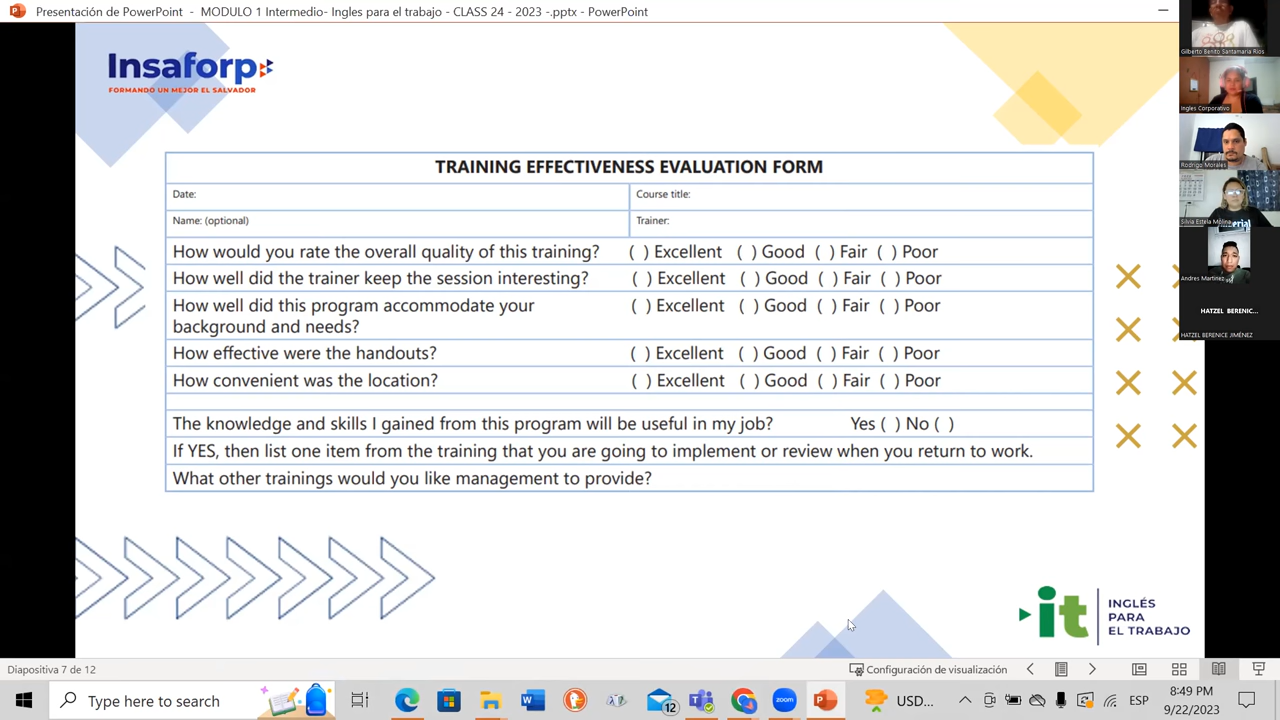 Presentación de PowerPoint - MODULO 1 Intermedio- Ingles para el trabajo - CLASS 24 - 2023 -.pptx - PowerPoint
Insaforp
FORMANDO UN MEJOR EL SALVADOR
TRAINING EFFECTIVENESS EVALUATION FORM
Date: Course title:
Name: (optional) Trainer:
How would you rate the overall quality of this training? ( ) Excellent ( ) Good ( ) Fair ( ) Poor
How well did the trainer keep the session interesting? ( ) Excellent ( ) Good ( ) Fair ( ) Poor
How well did this program accommodate your ( ) Excellent ( ) Good ( ) Fair ( ) Poor
background and needs?
How effective were the handouts? ( ) Excellent ( ) Good ( ) Fair ( ) Poor
How convenient was the location? ( ) Excellent ( ) Good ( ) Fair ( ) Poor
The knowledge and skills I gained from this program will be useful in my job? Yes ( ) No ( )
If YES, then list one item from the training that you are going to implement or review when you return to work.
What other trainings would you like management to provide?
it
INGLÉS
PARA
EL TRABAJO
Gilberto Benito Santamaria Rios
Ingles Corporativo
Rodrigo Morales
Silvia Estela Molina
Andres Martinez
HATZEL BERENIC...
HATZEL BERENICE JIMÉNEZ
Diapositiva 7 de 12
Configuración de visualización
Type here to search
12
zoom
USD...
ESP
8:49 PM
9/22/2023